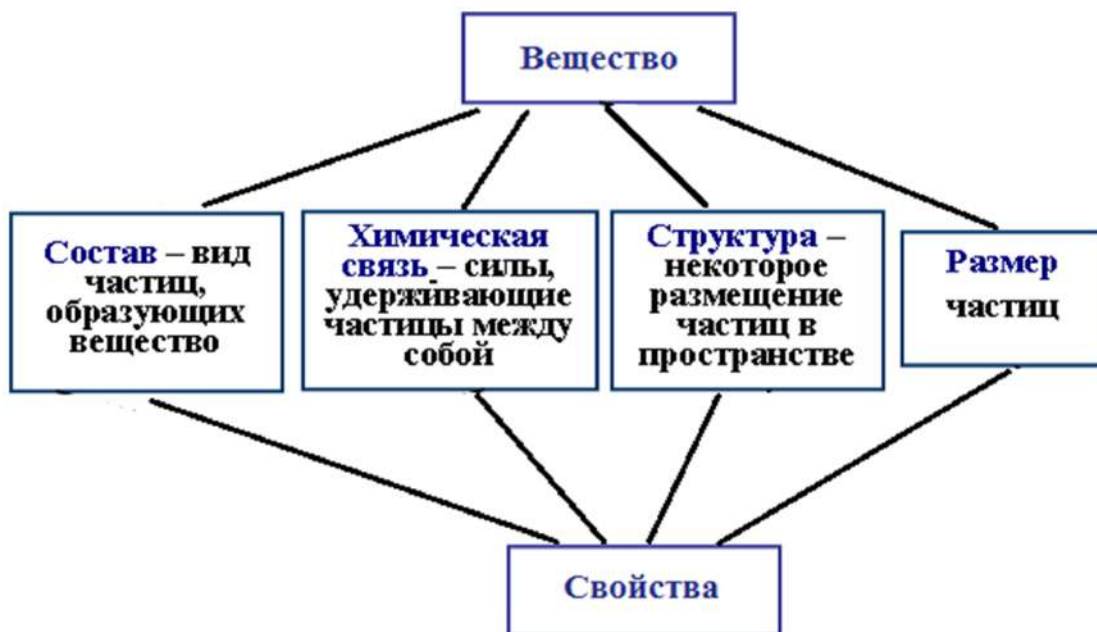 Вещество
Состав – вид
частиц,
образующих
вещество
Химическая
связь – силы,
удерживающие
частицы между
собой
Структура –
некоторое
размещение
частиц в
пространстве
Размер
частиц
Свойства